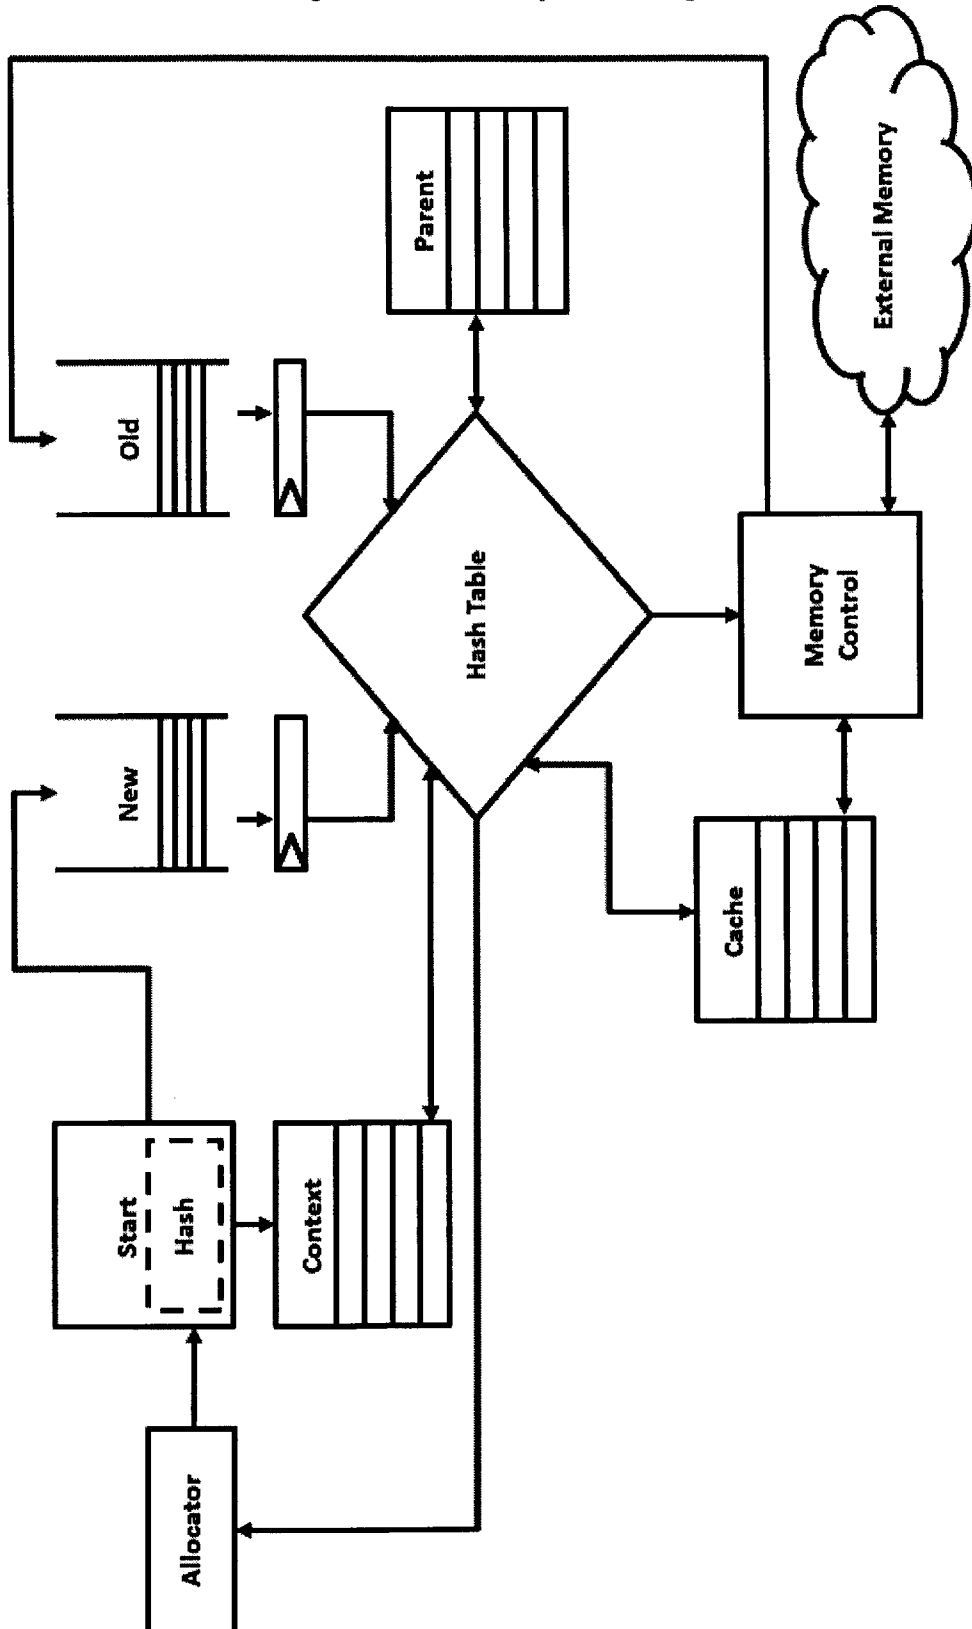 Allocator
Start
Hash
Context
New
Old
Hash Table
Parent
Cache
Memory
Control
External Memory